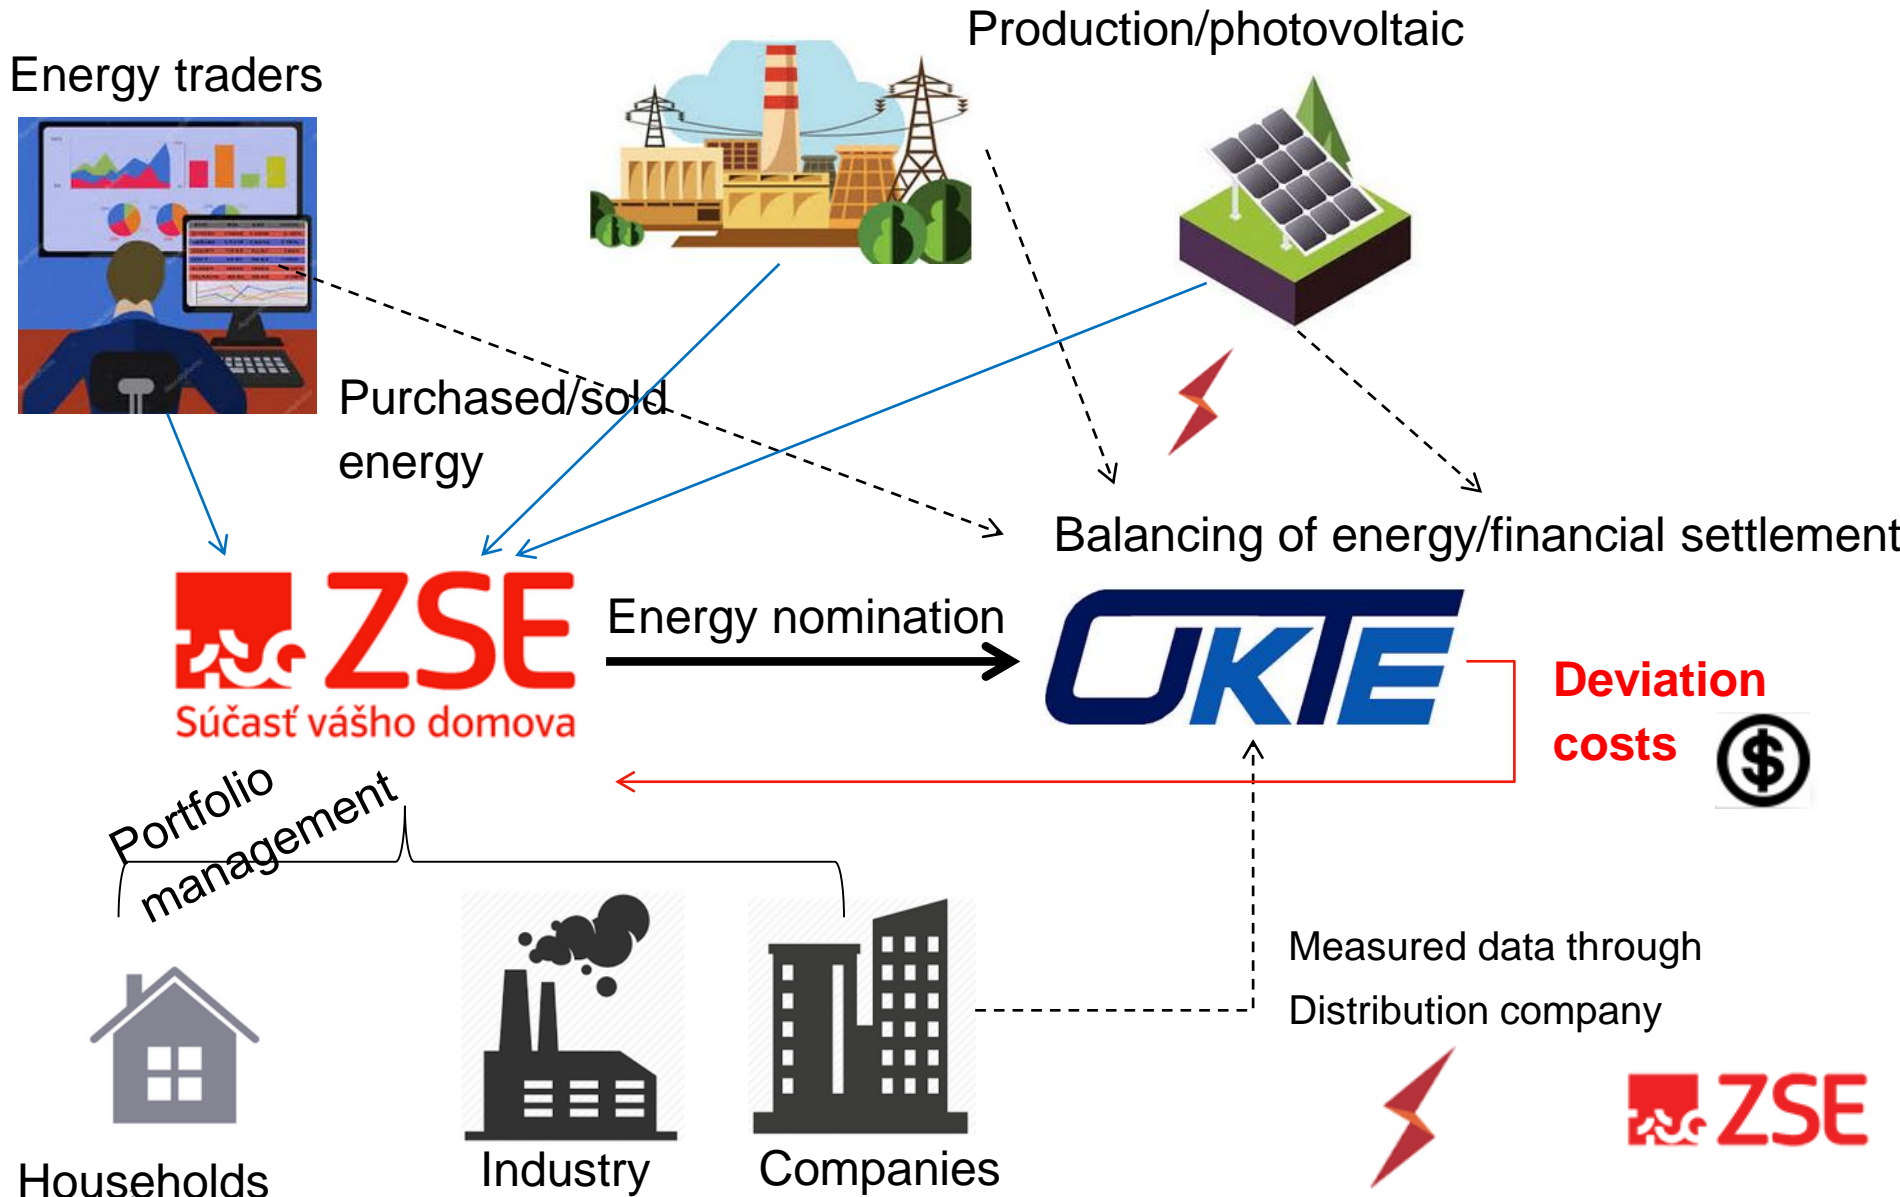 Production/photovoltaic
Energy traders
Purchased/sold
energy
Balancing of energy/financial settlement
ZSE
Súčasť vášho domova
Energy nomination
OKTE
Deviation
costs
$
Portfolio
management
Measured data through
Distribution company
ZSE
Households
Industry
Companies